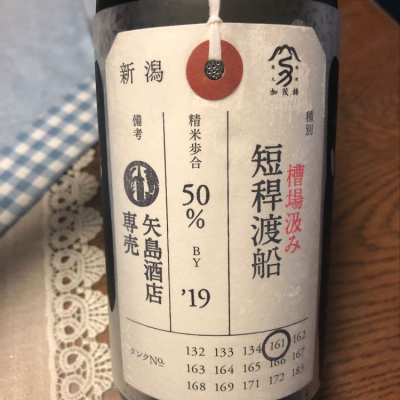 新潟
加茂錦
種別
槽場汲み
短稈渡船
精米歩合
50%
BY
'19
備考
矢島酒店
専売
タンクNo.
132 133 134 161 162
163 164 165 166 167
168 169 171 172 183